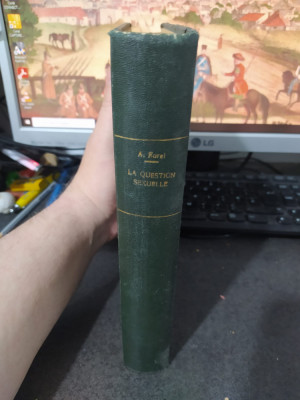 A. Forel
LA QUESTION
SEXUELLE
LG